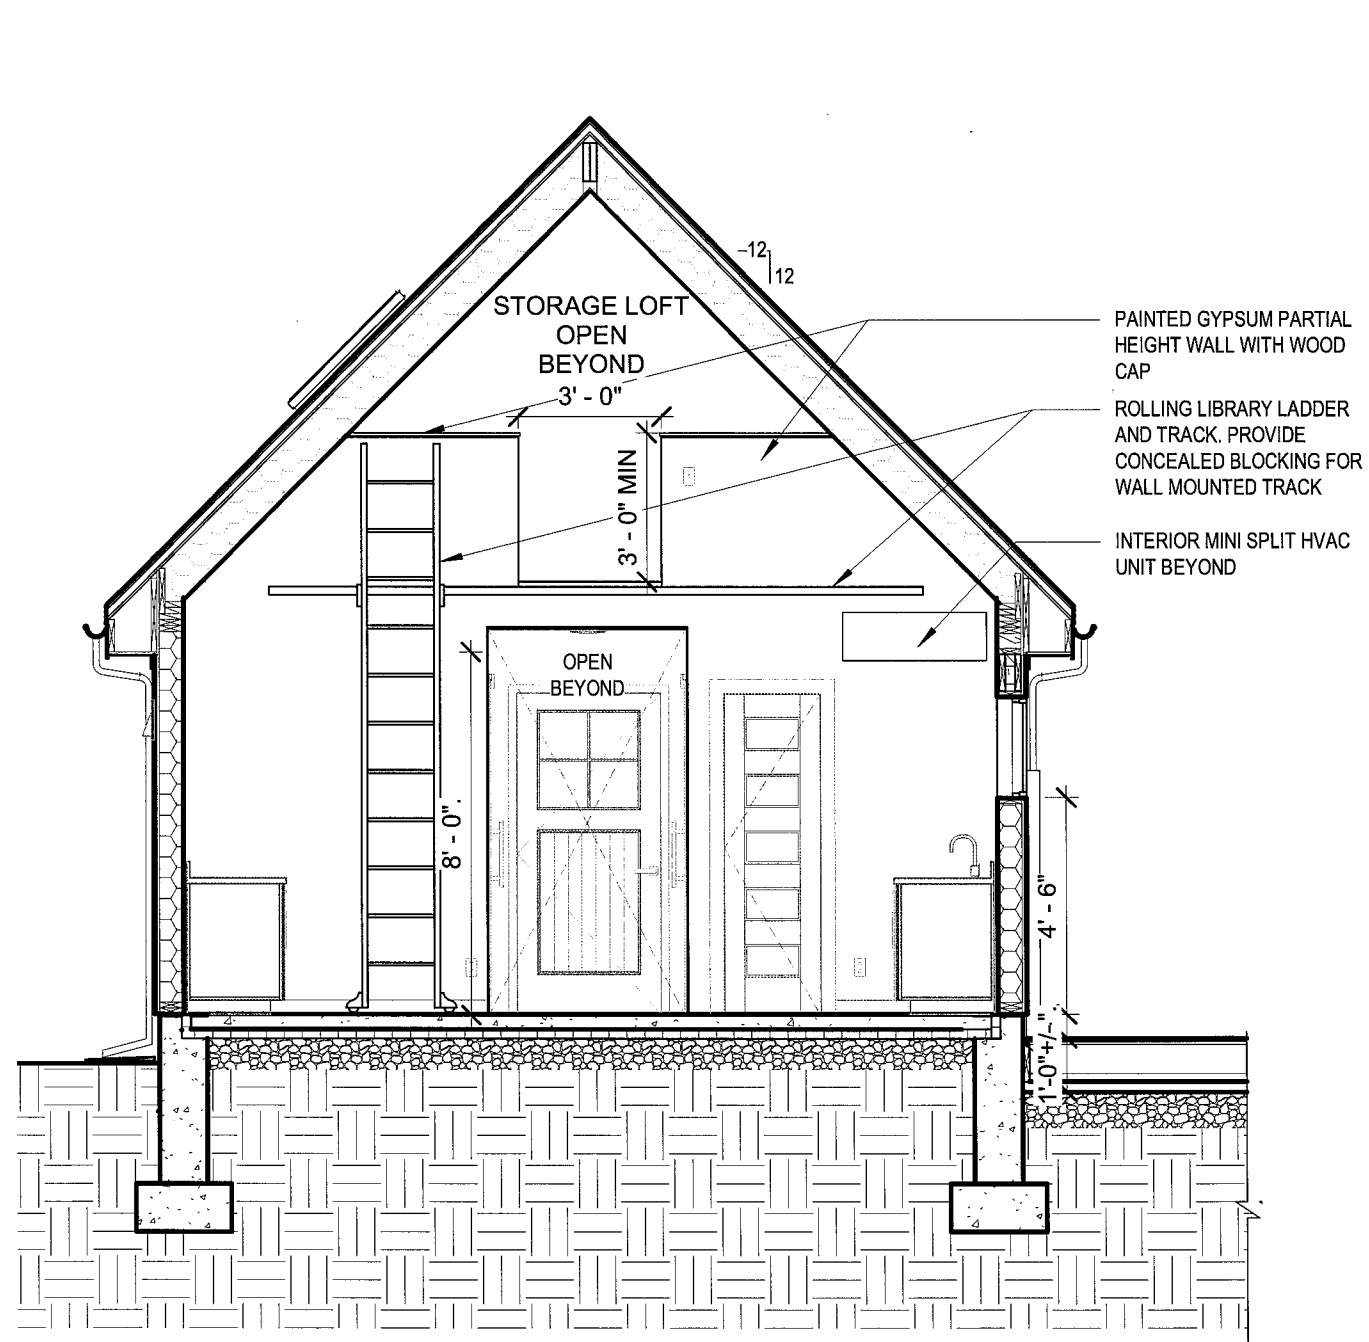 12
12
STORAGE LOFT
OPEN
BEYOND
3' - 0"
3' - 0" MIN
PAINTED GYPSUM PARTIAL
HEIGHT WALL WITH WOOD
CAP
ROLLING LIBRARY LADDER
AND TRACK. PROVIDE
CONCEALED BLOCKING FOR
WALL MOUNTED TRACK
INTERIOR MINI SPLIT HVAC
UNIT BEYOND
OPEN
BEYOND
8' - 0".
4' - 6"
1'-0"+/-".